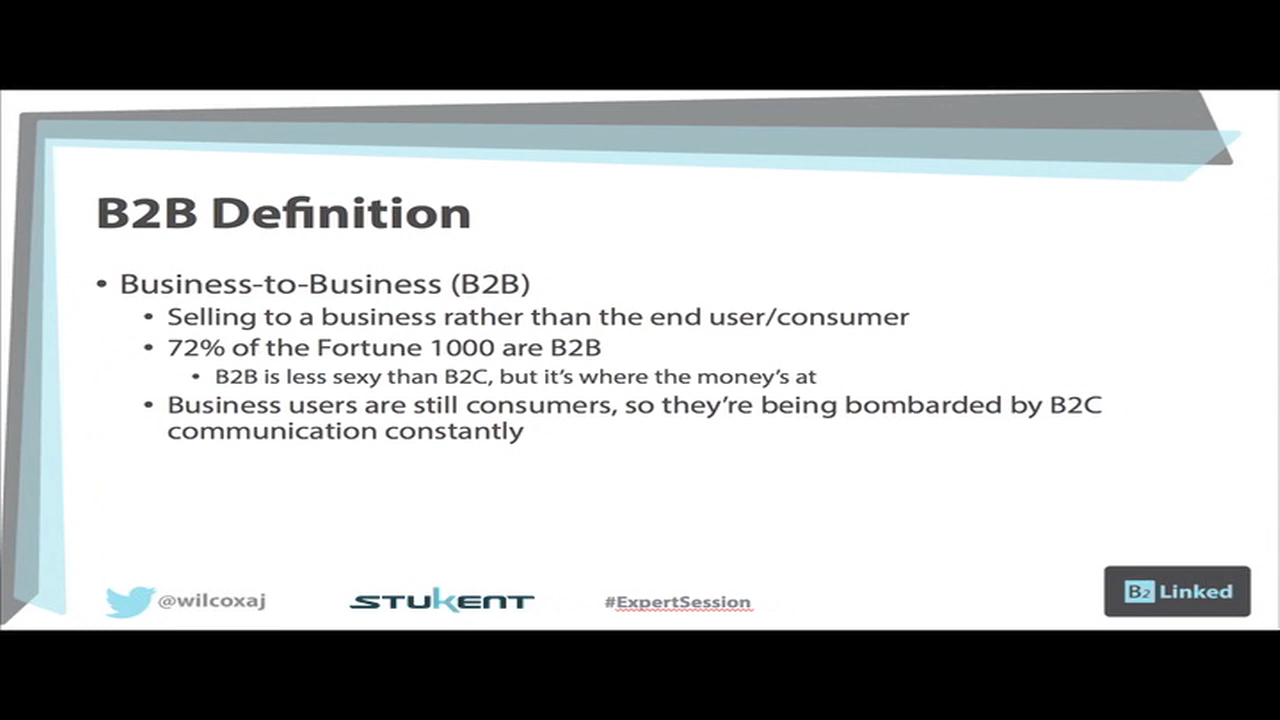 B2B Definition
• Business-to-Business (B2B)
• Selling to a business rather than the end user/consumer
• 72% of the Fortune 1000 are B2B
• B2B is less sexy than B2C, but it's where the money's at
• Business users are still consumers, so they're being bombarded by B2C
communication constantly
@wilcoxaj
STUKENT
#ExpertSession
B2 Linked